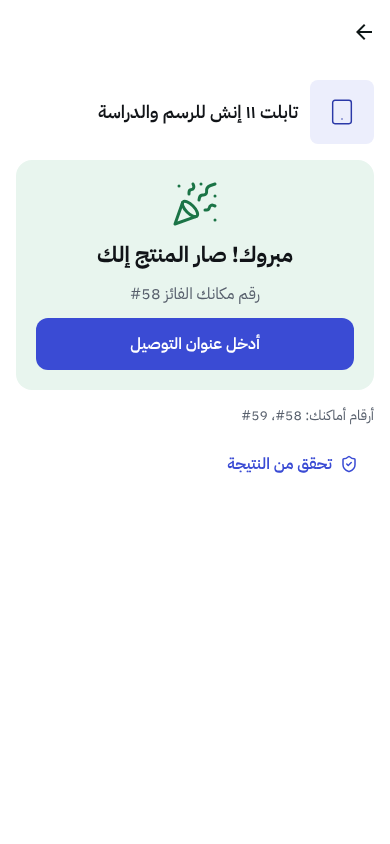 تابلت 11 إنش للرسم والدراسة
مبروك! صار المنتج إلك
رقم مكانك الفائز 58#
أدخل عنوان التوصيل
أرقام أماكنك: 58#، 59#
تحقق من النتيجة